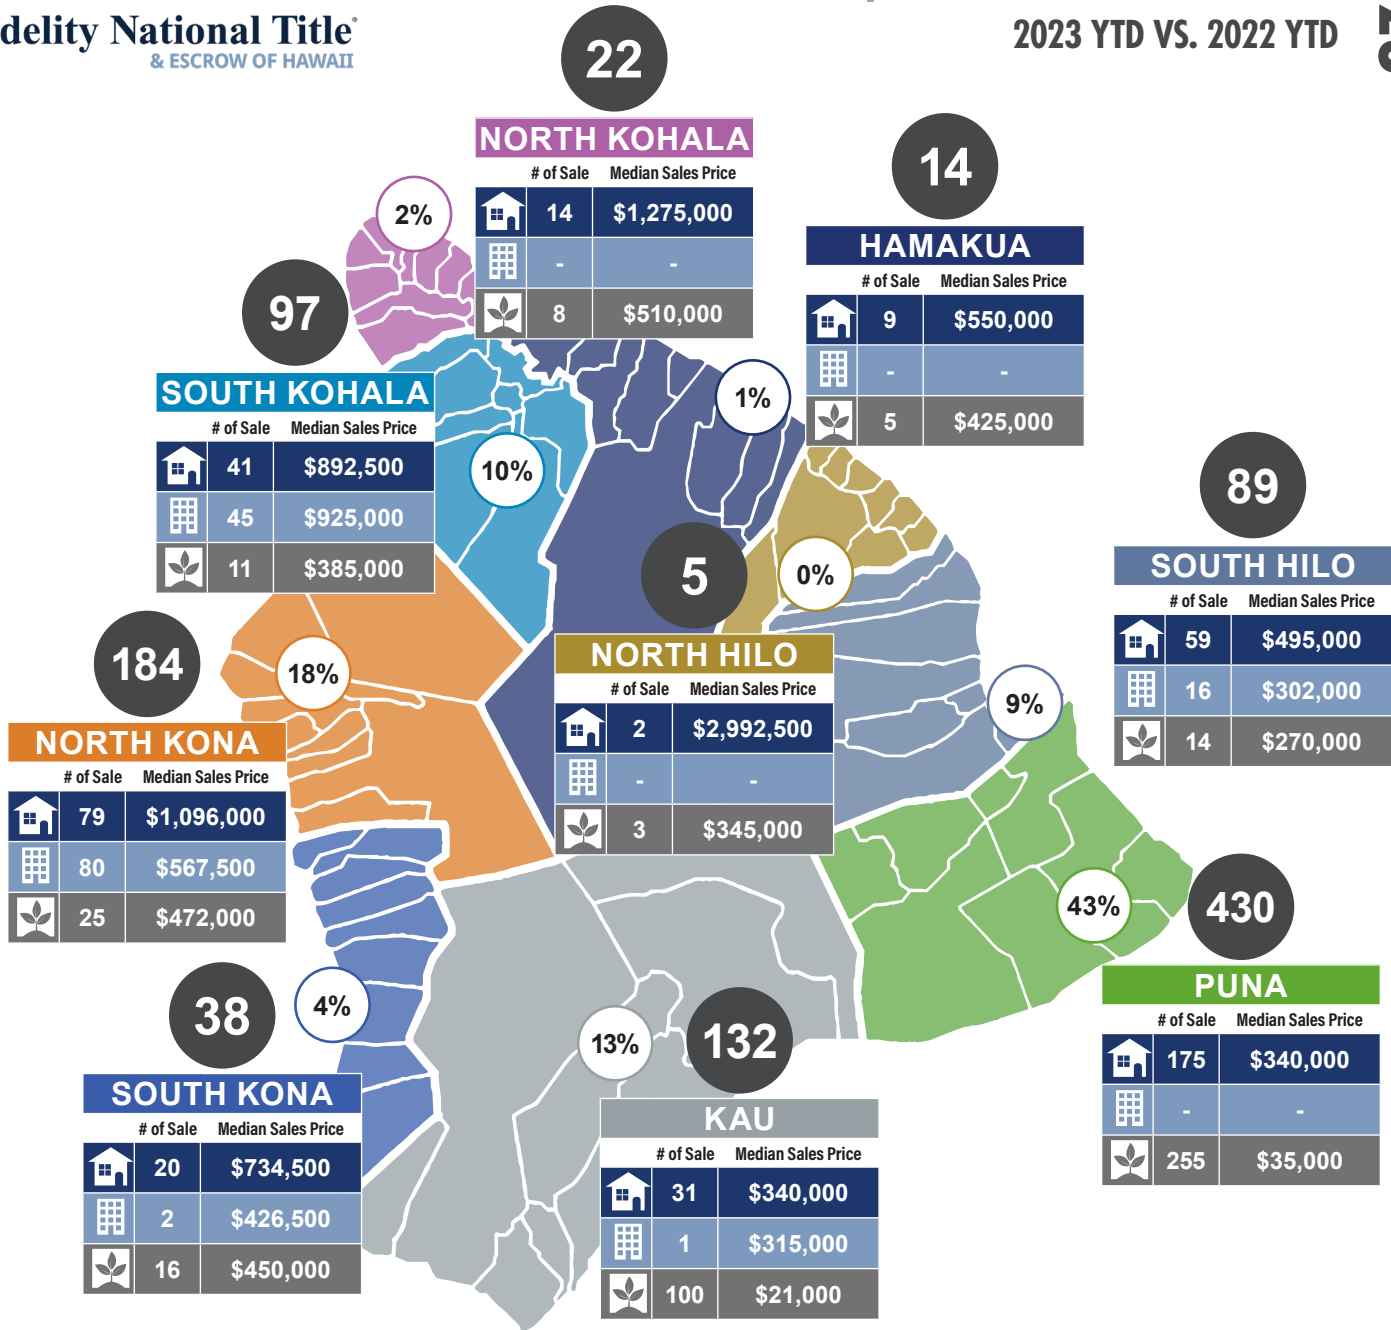 delity National Title
& ESCROW OF HAWAII
2023 YTD VS. 2022 YTD
22
NORTH KOHALA
# of Sale Median Sales Price
14 $1,275,000
- -
8 $510,000
2%
14
HAMAKUA
# of Sale Median Sales Price
9 $550,000
- -
5 $425,000
1%
97
SOUTH KOHALA
# of Sale Median Sales Price
41 $892,500
45 $925,000
11 $385,000
10%
89
SOUTH HILO
# of Sale Median Sales Price
59 $495,000
16 $302,000
14 $270,000
9%
5
0%
NORTH HILO
# of Sale Median Sales Price
2 $2,992,500
- -
3 $345,000
184
18%
NORTH KONA
# of Sale Median Sales Price
79 $1,096,000
80 $567,500
25 $472,000
43%
430
PUNA
# of Sale Median Sales Price
175 $340,000
- -
255 $35,000
38
4%
SOUTH KONA
# of Sale Median Sales Price
20 $734,500
2 $426,500
16 $450,000
13%
132
KAU
# of Sale Median Sales Price
31 $340,000
1 $315,000
100 $21,000